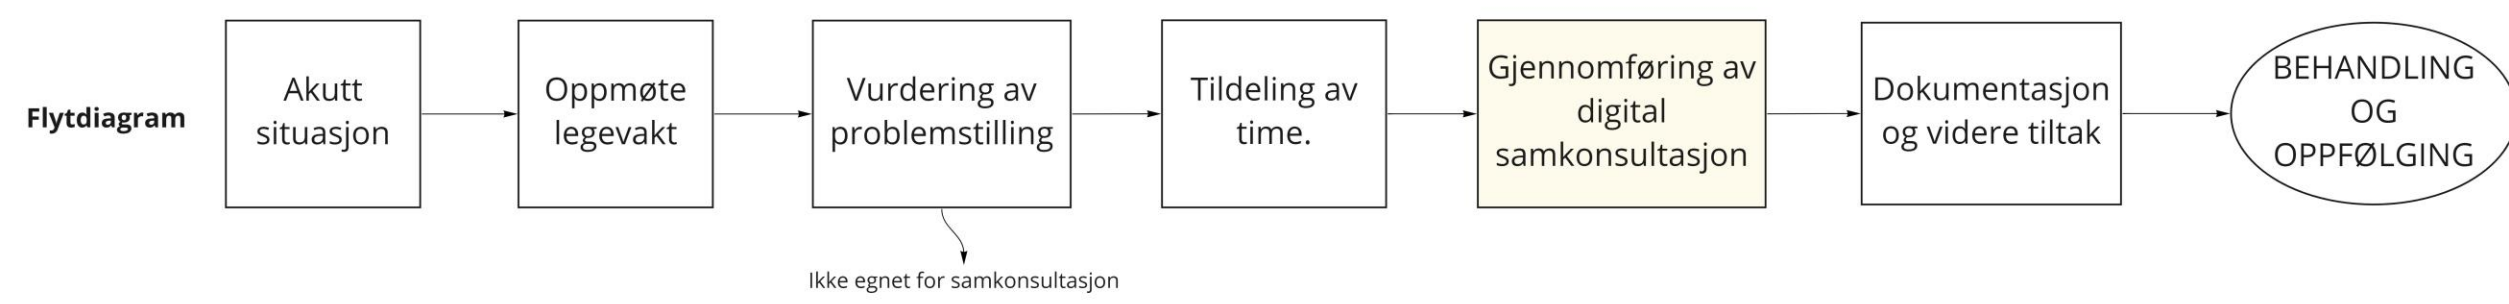 Flytdiagram
Akutt
situasjon
Oppmøte
legevakt
Vurdering av
problemstilling
Ikke egnet for samkonsultasjon
Tildeling av
time.
Gjennomføring av
digital
samkonsultasjon
Dokumentasjon
og videre tiltak
BEHANDLING
OG
OPPFØLGING